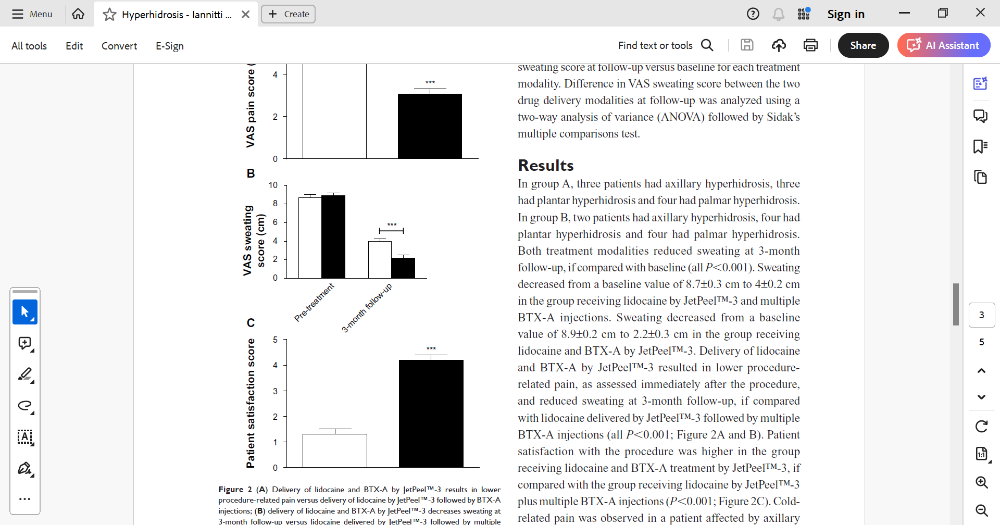 Menu
Hyperhidrosis - Iannitti ...
Create
Sign in
All tools
Edit
Convert
E-Sign
Find text or tools
Share
AI Assistant
VAS pain score (
4
2
0
***
B
VAS sweating
score (cm)
10
8
6
4
2
0
***
Pre-treatment
3-month follow-up
C
Patient satisfaction score
5
4
3
2
1
0
***
Figure 2 (A) Delivery of lidocaine and BTX-A by JetPeel™-3 results in lower
procedure-related pain versus delivery of lidocaine by JetPeel™-3 followed by BTX-A
injections; (B) delivery of lidocaine and BTX-A by JetPeel™-3 decreases sweating at
3-month follow-up versus lidocaine delivered by JetPeel™-3 followed by multiple
sweating score at follow-up versus baseline for each treatment
modality. Difference in VAS sweating score between the two
drug delivery modalities at follow-up was analyzed using a
two-way analysis of variance (ANOVA) followed by Sidak's
multiple comparisons test.
Results
In group A, three patients had axillary hyperhidrosis, three
had plantar hyperhidrosis and four had palmar hyperhidrosis.
In group B, two patients had axillary hyperhidrosis, four had
plantar hyperhidrosis and four had palmar hyperhidrosis.
Both treatment modalities reduced sweating at 3-month
follow-up, if compared with baseline (all P<0.001). Sweating
decreased from a baseline value of 8.7±0.3 cm to 4±0.2 cm
in the group receiving lidocaine by JetPeel™-3 and multiple
BTX-A injections. Sweating decreased from a baseline
value of 8.9±0.2 cm to 2.2±0.3 cm in the group receiving
lidocaine and BTX-A by JetPeel™-3. Delivery of lidocaine
and BTX-A by JetPeel™-3 resulted in lower procedure-
related pain, as assessed immediately after the procedure,
and reduced sweating at 3-month follow-up, if compared
with lidocaine delivered by JetPeel™-3 followed by multiple
BTX-A injections (all P<0.001; Figure 2A and B). Patient
satisfaction with the procedure was higher in the group
receiving lidocaine and BTX-A treatment by JetPeel™-3, if
compared with the group receiving lidocaine by JetPeel™-3
plus multiple BTX-A injections (P<0.001; Figure 2C). Cold-
related pain was observed in a patient affected by axillary
3
5
1:1